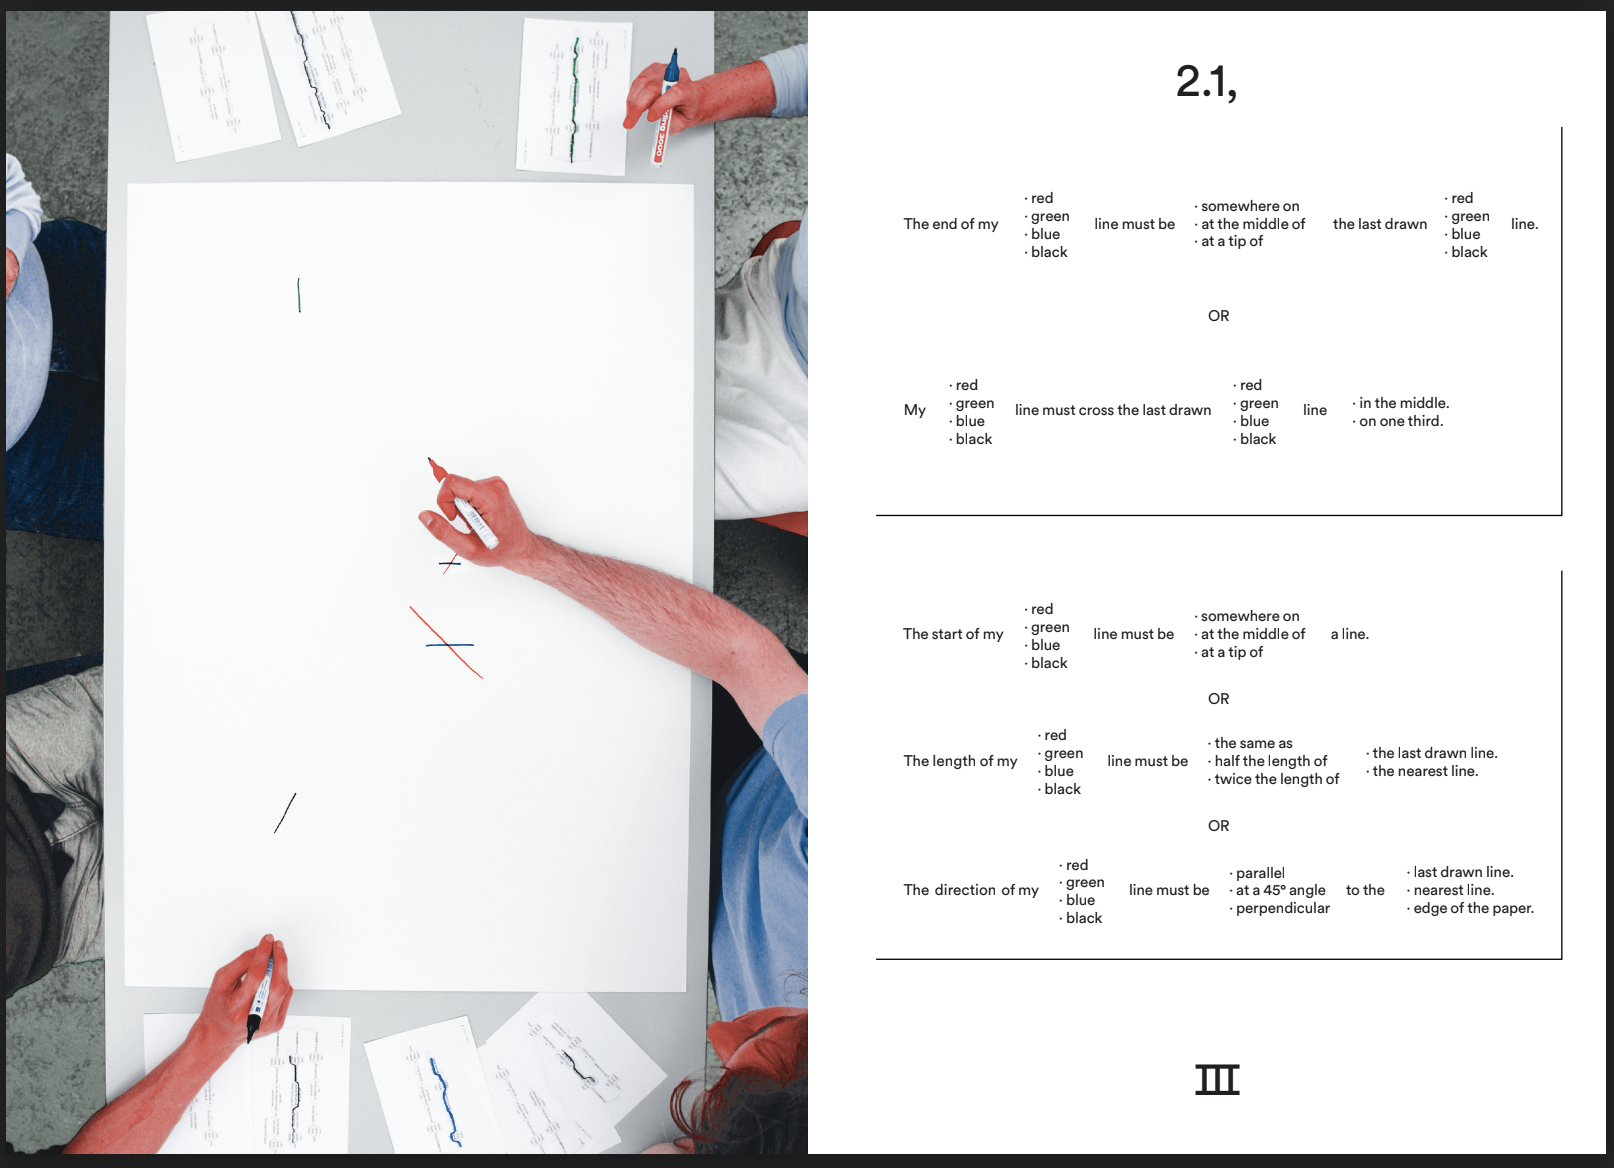 2.1,
The end of my
· red
· green
· blue
· black
line must be
· somewhere on
· at the middle of
· at a tip of
the last drawn
· red
· green
· blue
· black
line.
OR
My
· red
· green
· blue
· black
line must cross the last drawn
· red
· green
· blue
· black
line
· in the middle.
· on one third.
The start of my
· red
· green
· blue
· black
line must be
· somewhere on
· at the middle of
· at a tip of
a line.
OR
The length of my
· red
· green
· blue
· black
line must be
· the same as
· half the length of
· twice the length of
· the last drawn line.
· the nearest line.
OR
The direction of my
· red
· green
· blue
· black
line must be
· parallel
· at a 45° angle
· perpendicular
to the
· last drawn line.
· nearest line.
· edge of the paper.
III